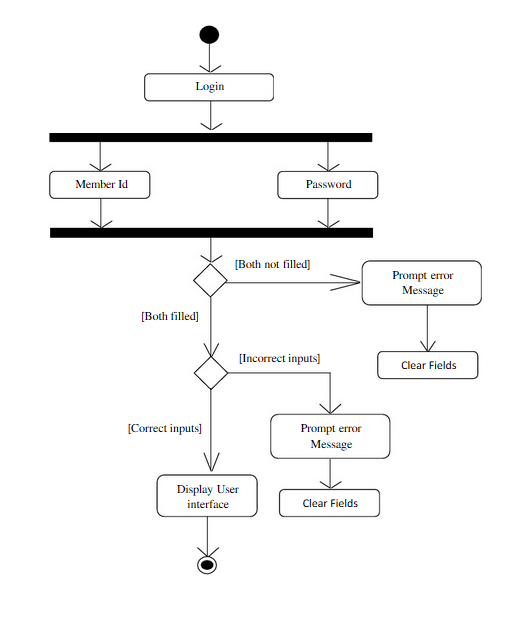 Login
Member Id
Password
[Both not filled]
Prompt error
Message
[Both filled]
[Incorrect inputs]
Clear Fields
[Correct inputs]
Prompt error
Message
Display User
interface
Clear Fields